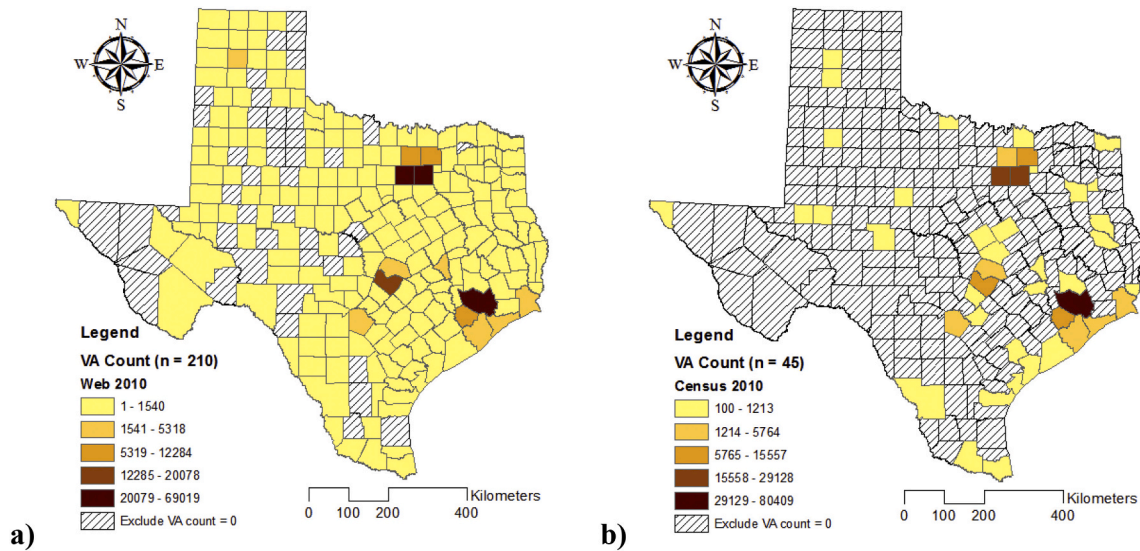 N
W E
S
Legend
VA Count (n = 210)
Web 2010
1 - 1540
1541 - 5318
5319 - 12284
12285 - 20078
20079 - 69019
Exclude VA count = 0
Kilometers
0 100 200 400
a)
N
W E
S
Legend
VA Count (n = 45)
Census 2010
100 - 1213
1214 - 5764
5765 - 15557
15558 - 29128
29129 - 80409
Exclude VA count = 0
Kilometers
0 100 200 400
b)